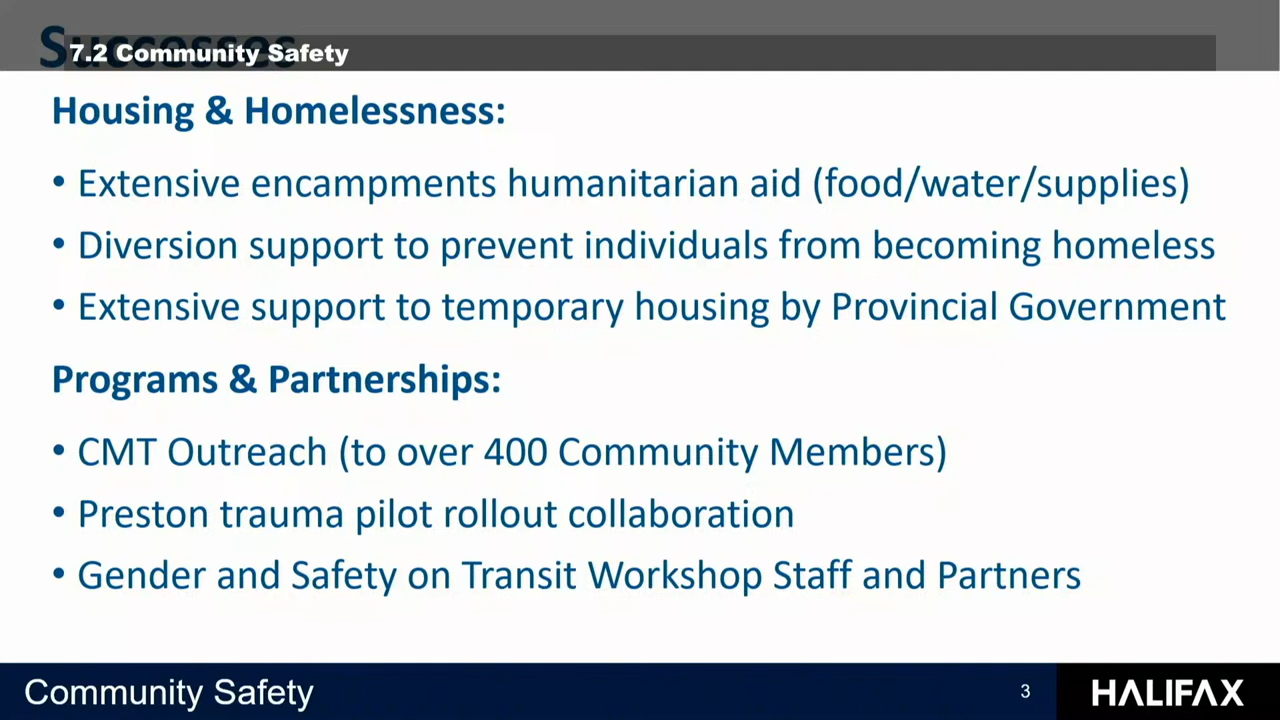 Successes
7.2 Community Safety
Housing & Homelessness:
• Extensive encampments humanitarian aid (food/water/supplies)
• Diversion support to prevent individuals from becoming homeless
• Extensive support to temporary housing by Provincial Government
Programs & Partnerships:
• CMT Outreach (to over 400 Community Members)
• Preston trauma pilot rollout collaboration
• Gender and Safety on Transit Workshop Staff and Partners
Community Safety
3
HALIFAX